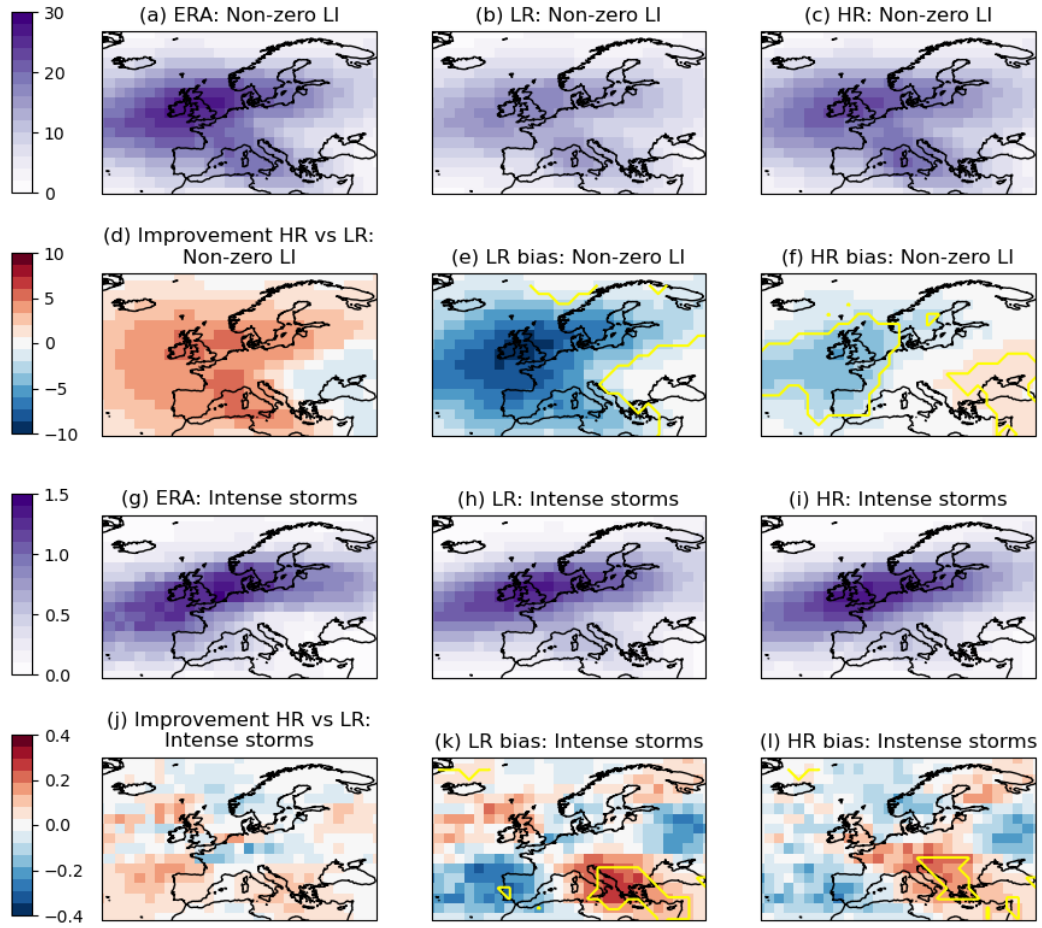 (a) ERA: Non-zero LI
(b) LR: Non-zero LI
(c) HR: Non-zero LI
30
20
10
0
(d) Improvement HR vs LR:
Non-zero LI
(e) LR bias: Non-zero LI
(f) HR bias: Non-zero LI
10
5
0
−5
−10
(g) ERA: Intense storms
(h) LR: Intense storms
(i) HR: Intense storms
1.5
1.0
0.5
0.0
(j) Improvement HR vs LR:
Intense storms
(k) LR bias: Intense storms
(l) HR bias: Instense storms
0.4
0.2
0.0
−0.2
−0.4